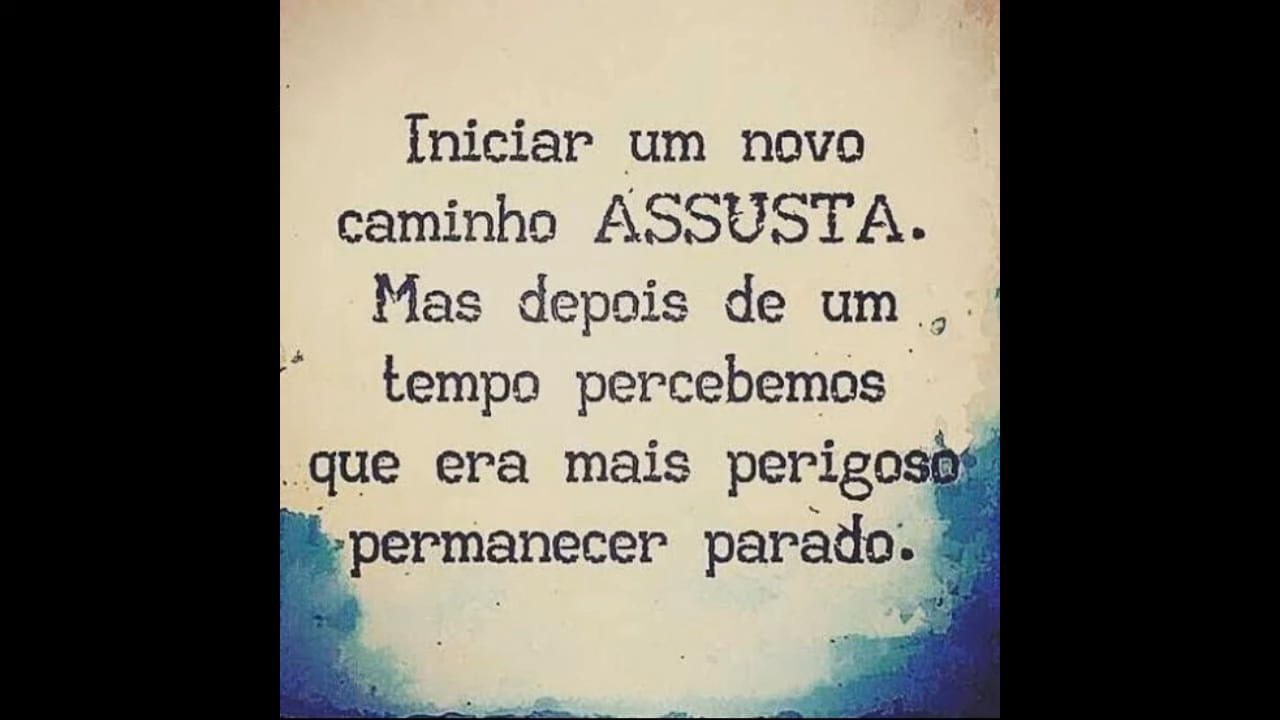 Iniciar um novo
caminho ASSUSTA.
Mas depois de um
tempo percebemos
que era mais perigoso
permanecer parado.